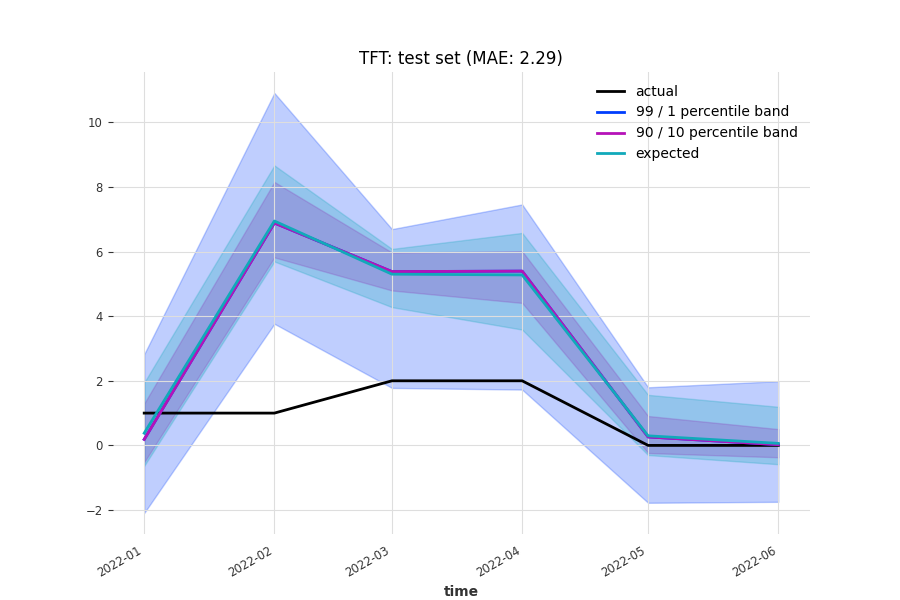 TFT: test set (MAE: 2.29)
actual
99 / 1 percentile band
90 / 10 percentile band
expected
10
8
6
4
2
0
−2
2022-01
2022-02
2022-03
2022-04
2022-05
2022-06
time